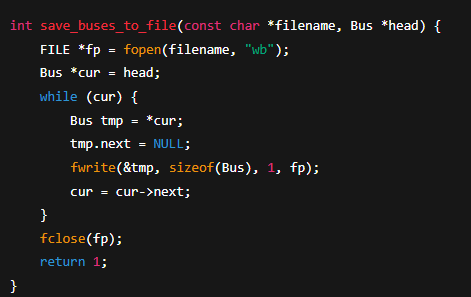 int save_buses_to_file(const char *filename, Bus *head) {
    FILE *fp = fopen(filename, "wb");
    Bus *cur = head;
    while (cur) {
        Bus tmp = *cur;
        tmp.next = NULL;
        fwrite(&tmp, sizeof(Bus), 1, fp);
        cur = cur->next;
    }
    fclose(fp);
    return 1;
}